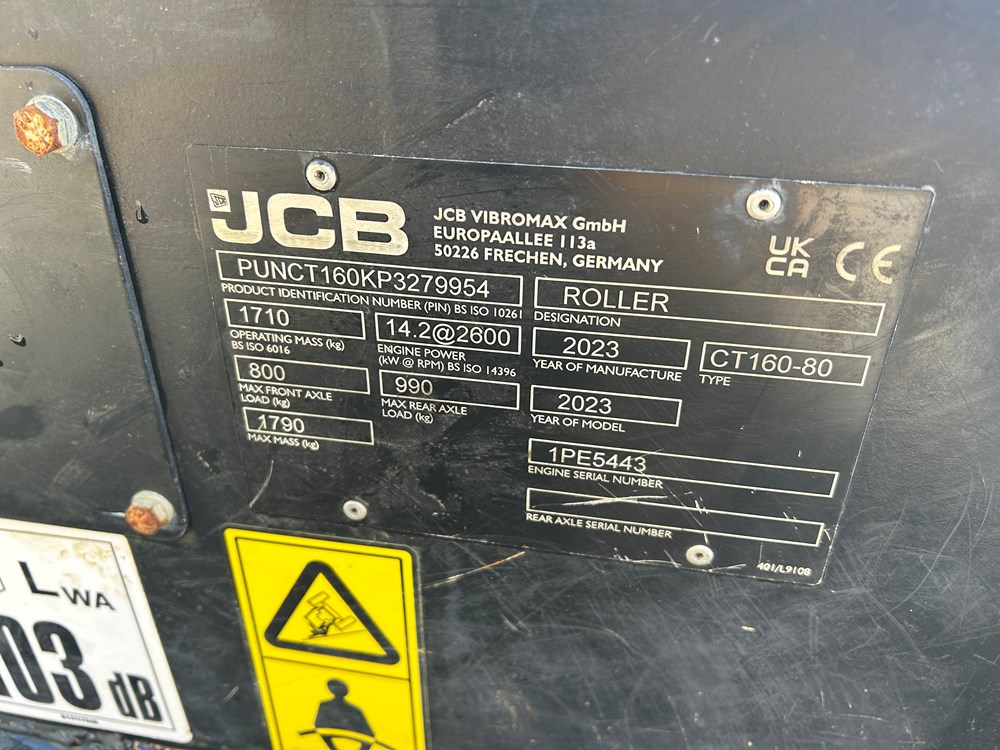 JCB
JCB VIBROMAX GmbH
EUROPAALLEE 113a
50226 FRECHEN, GERMANY
UK
CA CE
PUNCT160KP3279954
PRODUCT IDENTIFICATION NUMBER (PIN) BS ISO 10261
ROLLER
DESIGNATION
1710
OPERATING MASS (kg)
BS ISO 6016
14.2@2600
ENGINE POWER
(kW @ RPM) BS ISO 14396
2023
YEAR OF MANUFACTURE
CT160-80
TYPE
800
MAX FRONT AXLE
LOAD (kg)
990
MAX REAR AXLE
LOAD (kg)
2023
YEAR OF MODEL
1790
MAX MASS (kg)
1PE5443
ENGINE SERIAL NUMBER
REAR AXLE SERIAL NUMBER
401/L9108
LWA
103 dB